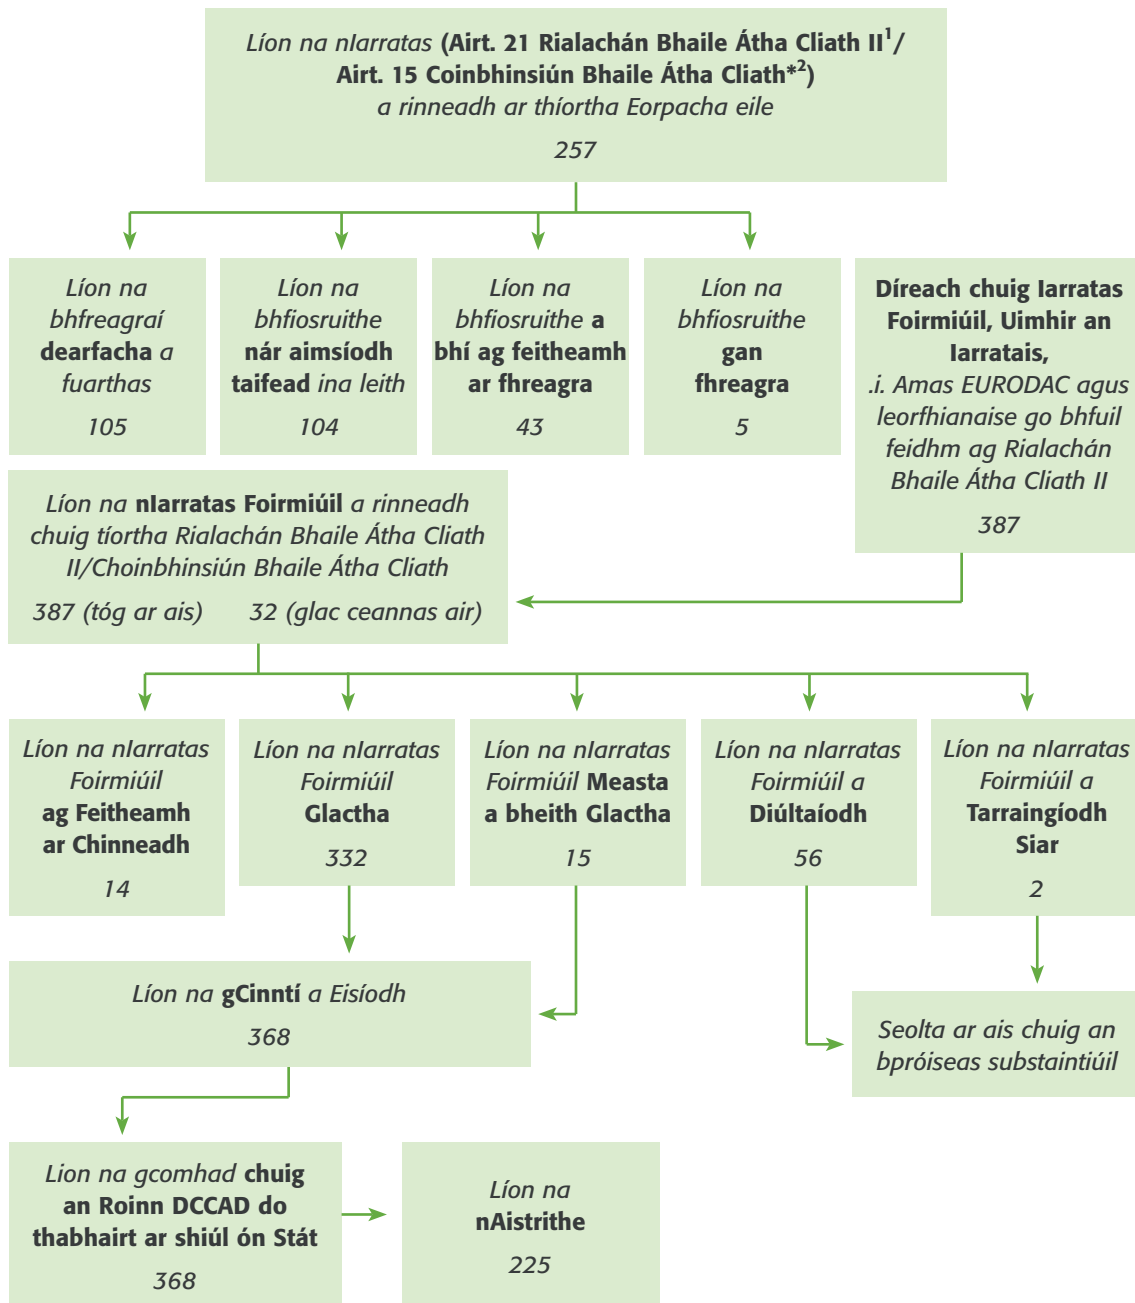 Líon na nIarratas (Airt. 21 Rialachán Bhaile Átha Cliath II¹/
Airt. 15 Coinbhinsiún Bhaile Átha Cliath*²)
a rinneadh ar thíortha Eorpacha eile
257
Líon na
bhfreagraí
dearfacha a
fuarthas
105
Líon na
bhfiosruithe
nár aimsíodh
taifead ina leith
104
Líon na
bhfiosruithe a
bhí ag feitheamh
ar fhreagra
43
Líon na
bhfiosruithe
gan
fhreagra
5
Díreach chuig Iarratas
Foirmiúil, Uimhir an
Iarratais,
.i. Amas EURODAC agus
leorfhianaise go bhfuil
feidhm ag Rialachán
Bhaile Átha Cliath II
387
Líon na nIarratas Foirmiúil a rinneadh
chuig tíortha Rialachán Bhaile Átha Cliath
II/Choinbhinsiún Bhaile Átha Cliath
387 (tóg ar ais) 32 (glac ceannas air)
Líon na nIarratas
Foirmiúil
ag Feitheamh
ar Chinneadh
14
Líon na nIarratas
Foirmiúil
Glactha
332
Líon na nIarratas
Foirmiúil Measta
a bheith Glactha
15
Líon na nIarratas
Foirmiúil a
Diúltaíodh
56
Líon na nIarratas
Foirmiúil a
Tarraingíodh
Siar
2
Líon na gCinntí a Eisíodh
368
Seolta ar ais chuig an
bpróiseas substaintiúil
Lion na gcomhad chuig
an Roinn DCCAD do
thabhairt ar shiúl ón Stát
368
Líon na
nAistrithe
225